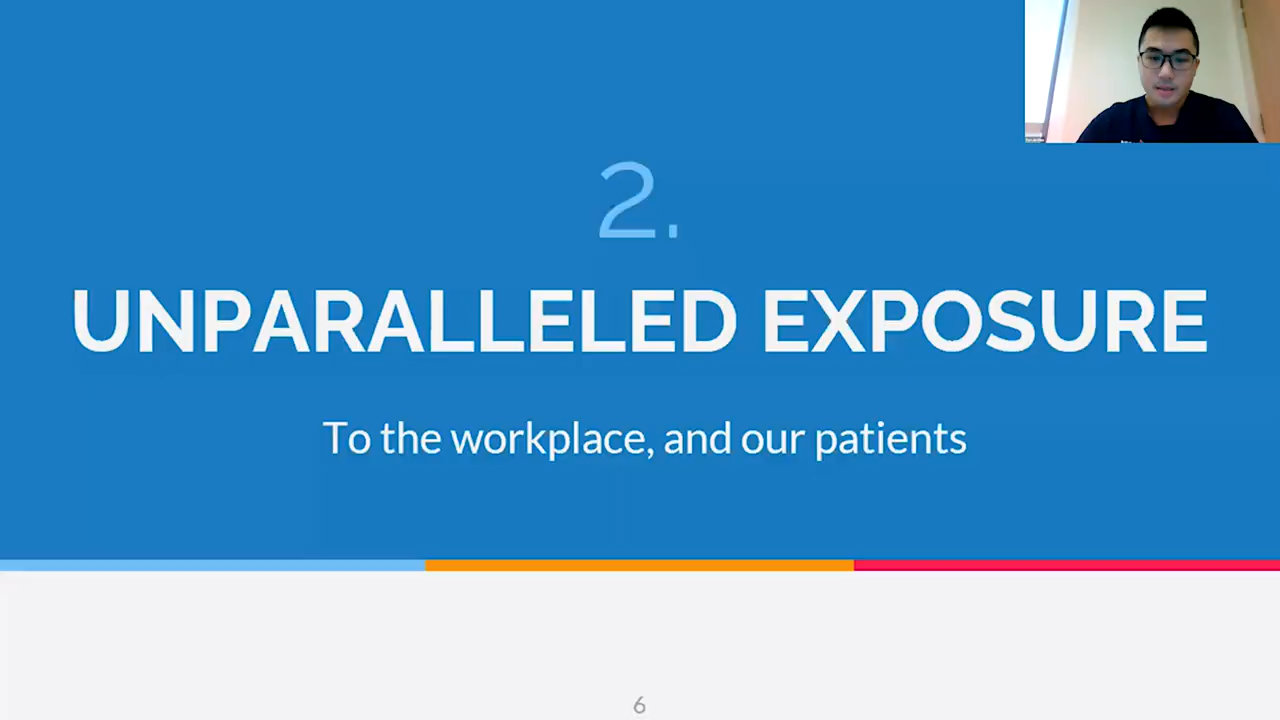 2.
UNPARALLELED EXPOSURE
To the workplace, and our patients
6